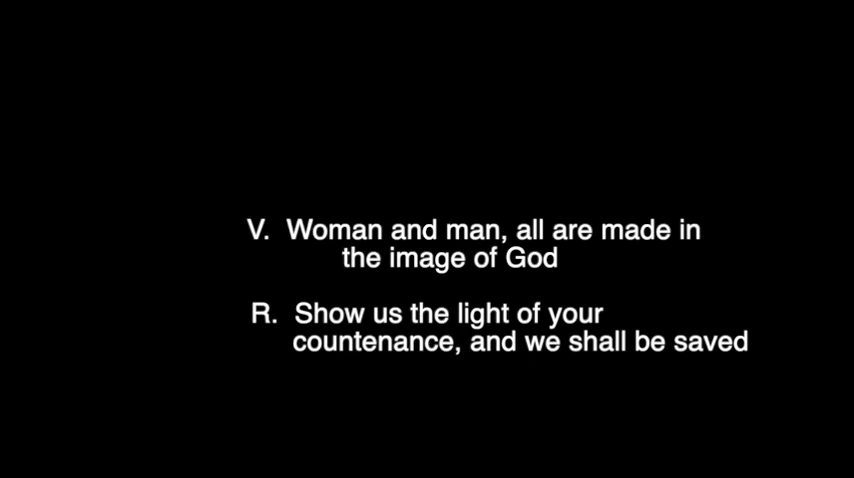 V. Woman and man, all are made in
the image of God
R. Show us the light of your
countenance, and we shall be saved